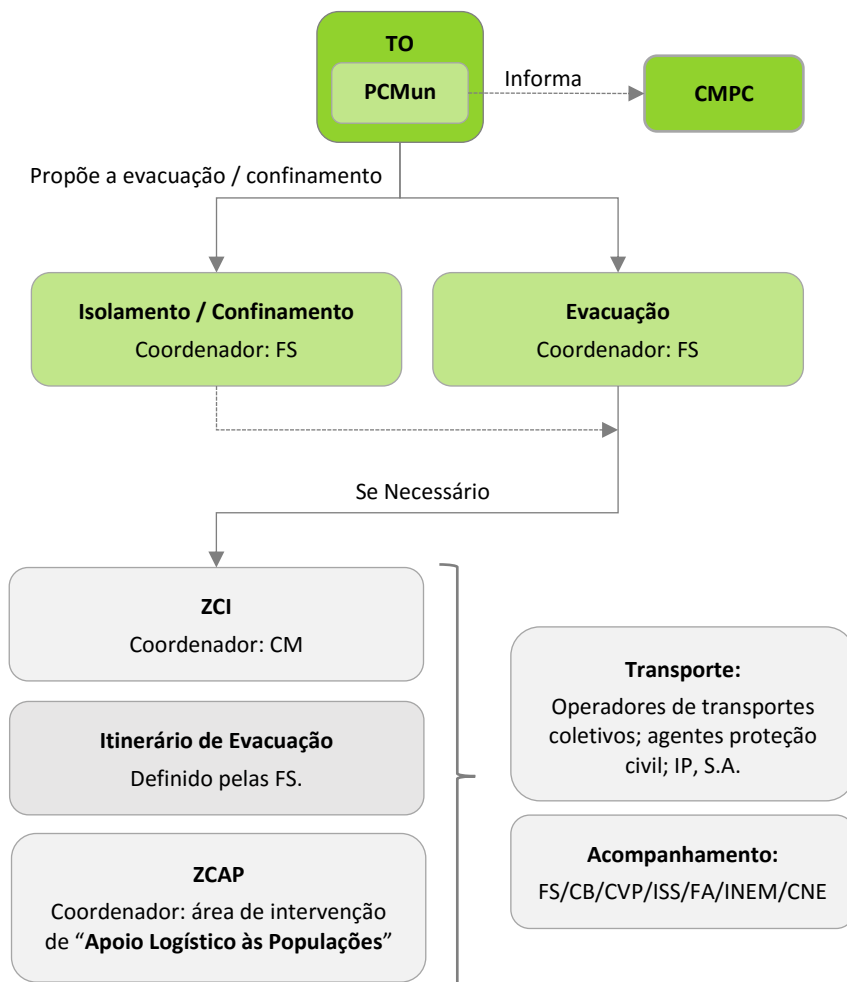 TO
PCMun
Informa
CMPC
Propõe a evacuação / confinamento
Isolamento / Confinamento
Coordenador: FS
Evacuação
Coordenador: FS
Se Necessário
ZCI
Coordenador: CM
Itinerário de Evacuação
Definido pelas FS.
ZCAP
Coordenador: área de intervenção
de “Apoio Logístico às Populações”
Transporte:
Operadores de transportes
coletivos; agentes proteção
civil; IP, S.A.
Acompanhamento:
FS/CB/CVP/ISS/FA/INEM/CNE